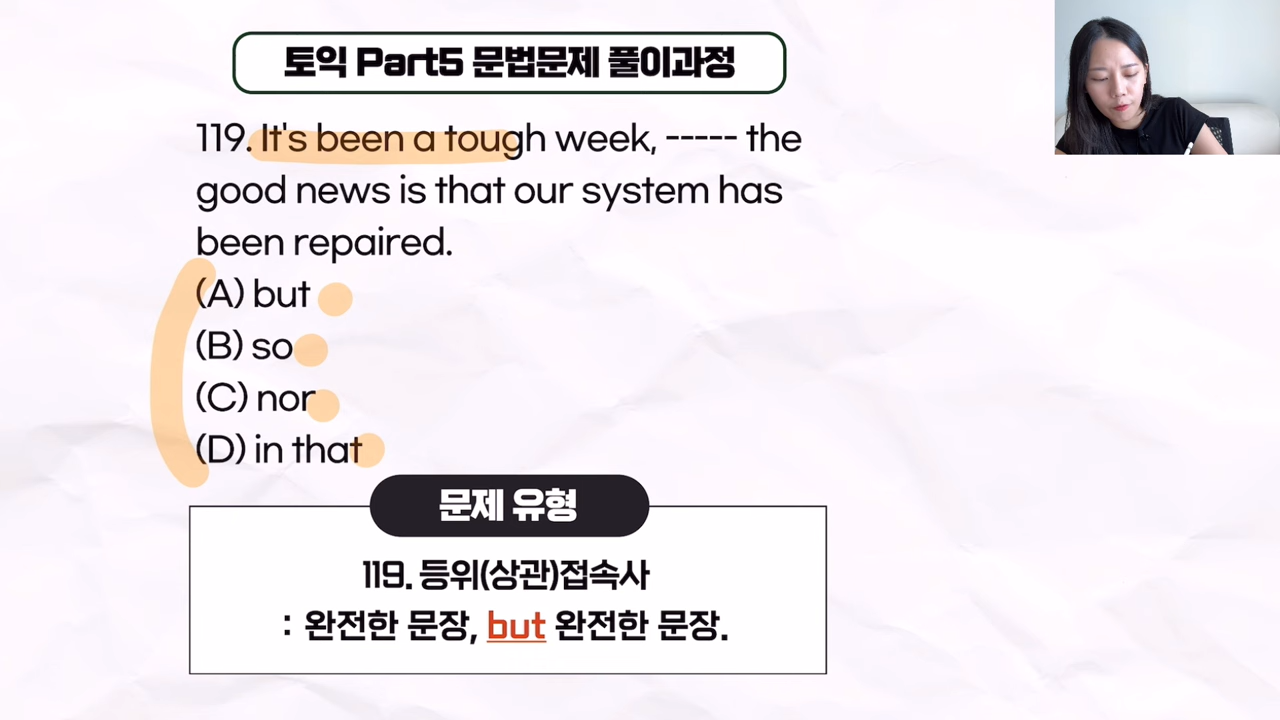 토익 Part5 문법문제 풀이과정
119. It's been a tough week, ----- the
good news is that our system has
been repaired.
(A) but
(B) so
(C) nor
(D) in that
문제 유형
119. 등위(상관)접속사
: 완전한 문장, but 완전한 문장.